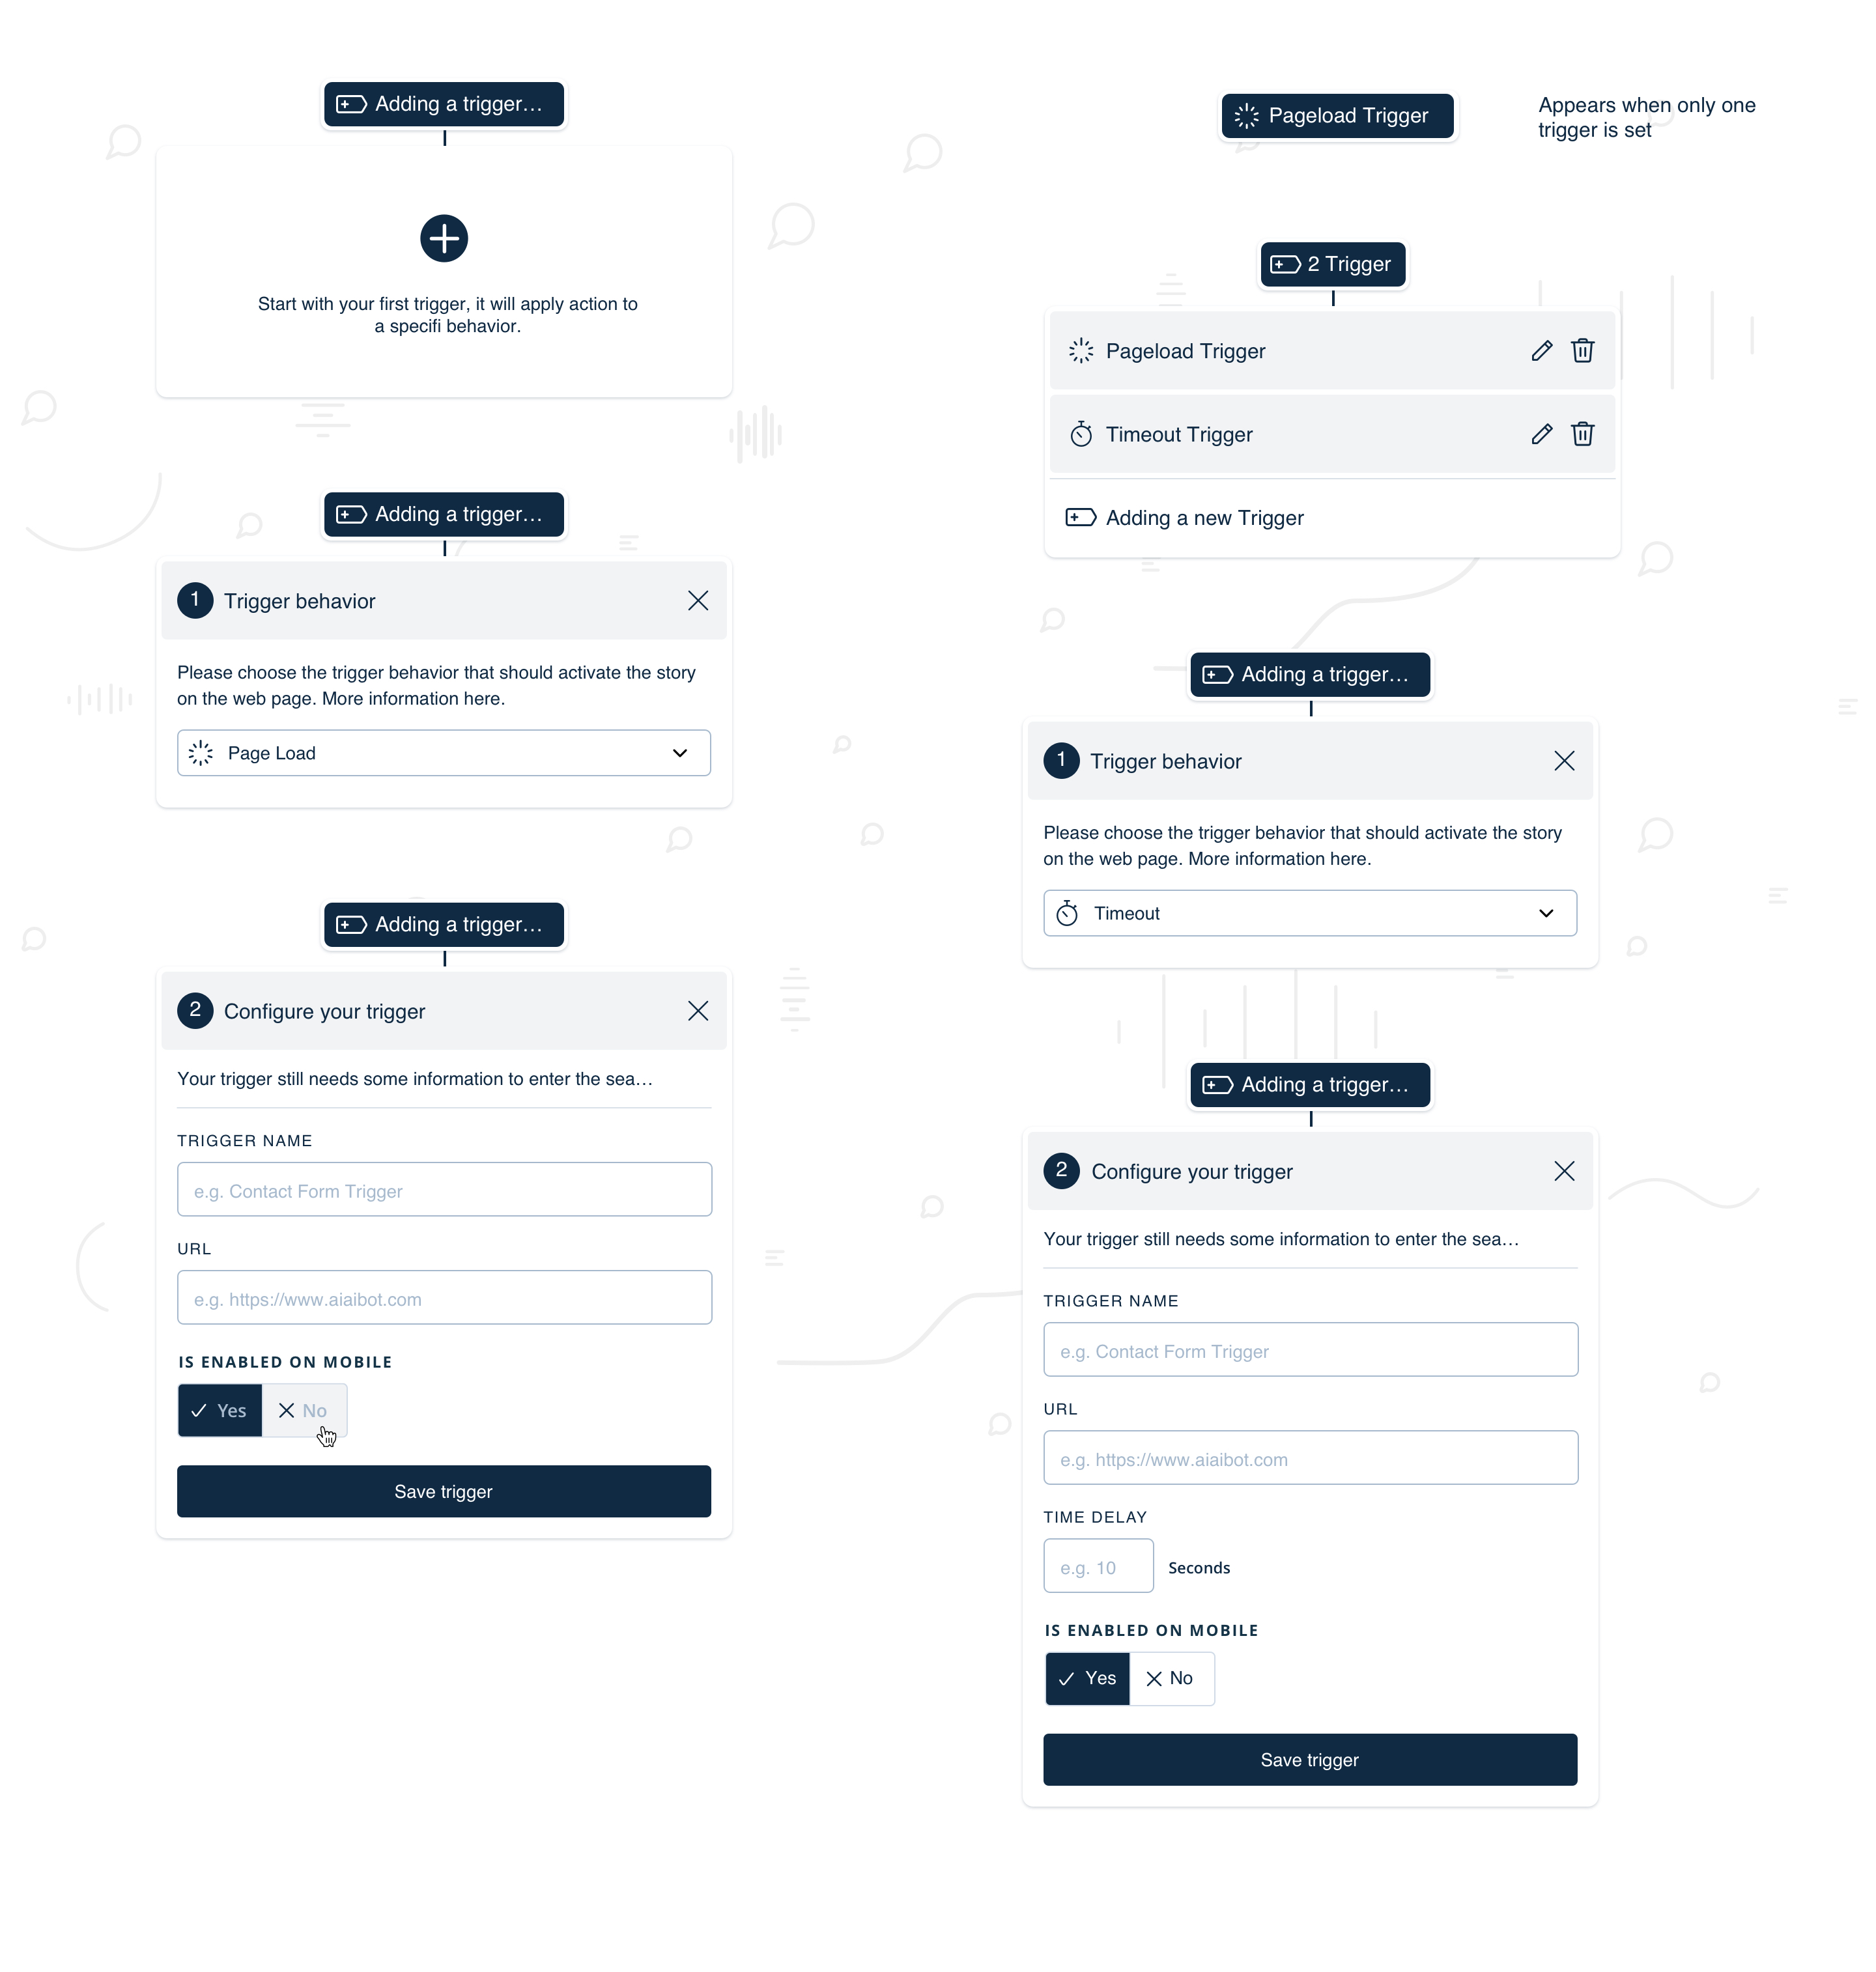 Adding a trigger...
Start with your first trigger, it will apply action to
a specifi behavior.
Adding a trigger...
1 Trigger behavior
Please choose the trigger behavior that should activate the story
on the web page. More information here.
Page Load
Adding a trigger...
2 Configure your trigger
Your trigger still needs some information to enter the sea...
TRIGGER NAME
e.g. Contact Form Trigger
URL
e.g. https://www.aiaibot.com
IS ENABLED ON MOBILE
Yes No
Save trigger
Pageload Trigger
Appears when only one
trigger is set
2 Trigger
Pageload Trigger
Timeout Trigger
Adding a new Trigger
Adding a trigger...
1 Trigger behavior
Please choose the trigger behavior that should activate the story
on the web page. More information here.
Timeout
Adding a trigger...
2 Configure your trigger
Your trigger still needs some information to enter the sea...
TRIGGER NAME
e.g. Contact Form Trigger
URL
e.g. https://www.aiaibot.com
TIME DELAY
e.g. 10 Seconds
IS ENABLED ON MOBILE
Yes No
Save trigger